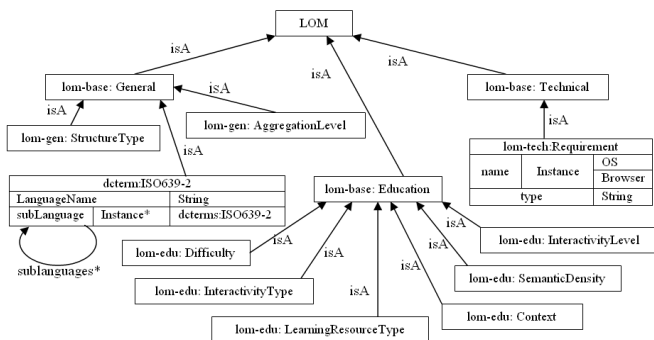 LOM
isA
isA
isA
lom-base: General
lom-base: Technical
isA
isA
isA
isA
lom-gen: StructureType
lom-gen: AggregationLevel
lom-tech:Requirement
name Instance OS
Browser
type String
dcterm:ISO639-2
LanguageName String
subLanguage Instance* dcterms:ISO639-2
sublanguages*
lom-base: Education
isA
isA
isA
isA
isA
isA
lom-edu: Difficulty
lom-edu: InteractivityLevel
lom-edu: InteractivityType
lom-edu: SemanticDensity
lom-edu: LearningResourceType
lom-edu: Context